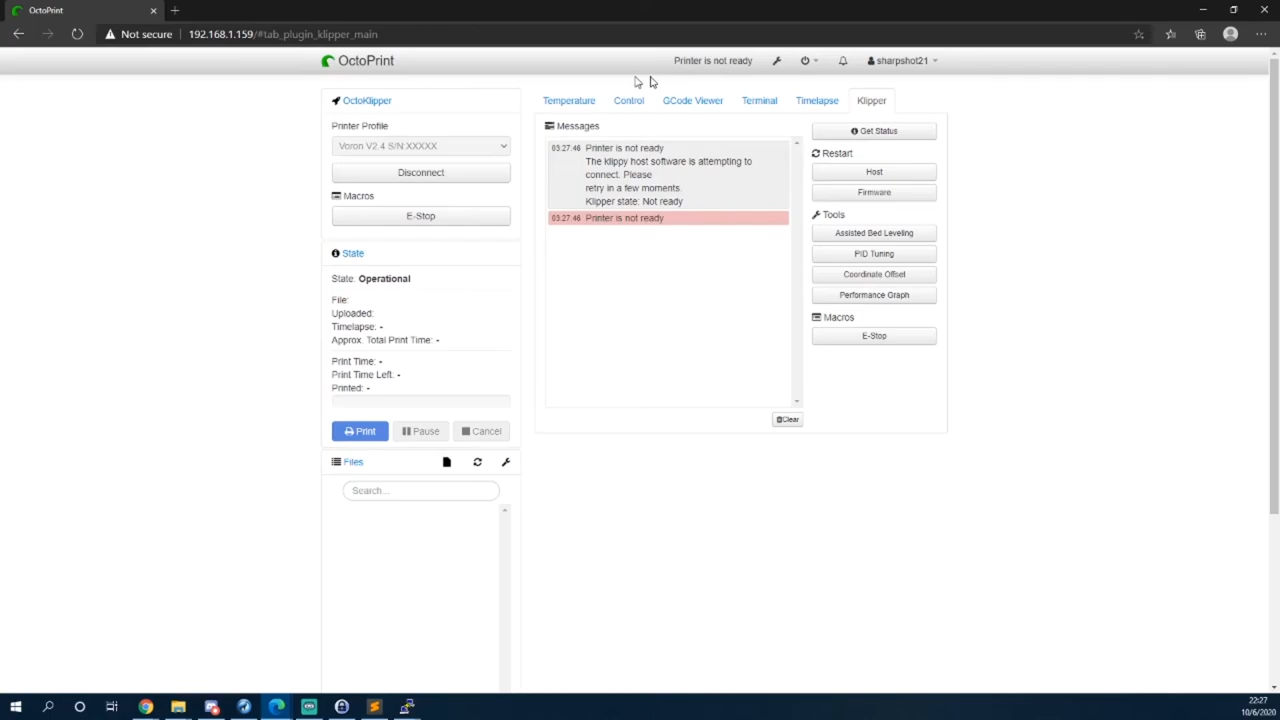 OctoPrint
Not secure
192.168.1.159/#tab_plugin_klipper_main
OctoPrint
Printer is not ready
sharpshot21
OctoKlipper
Printer Profile
Voron V2.4 S/N:XXXXX
Disconnect
Macros
E-Stop
State
State: Operational
File:
Uploaded:
Timelapse: -
Approx. Total Print Time: -
Print Time: -
Print Time Left: -
Printed: -
Print
Pause
Cancel
Files
Search...
Temperature
Control
GCode Viewer
Terminal
Timelapse
Klipper
Messages
03:27:46 Printer is not ready
The klippy host software is attempting to
connect. Please
retry in a few moments.
Klipper state: Not ready
03:27:46 Printer is not ready
Clear
Get Status
Restart
Host
Firmware
Tools
Assisted Bed Leveling
PID Tuning
Coordinate Offset
Performance Graph
Macros
E-Stop
22:27
10/6/2020